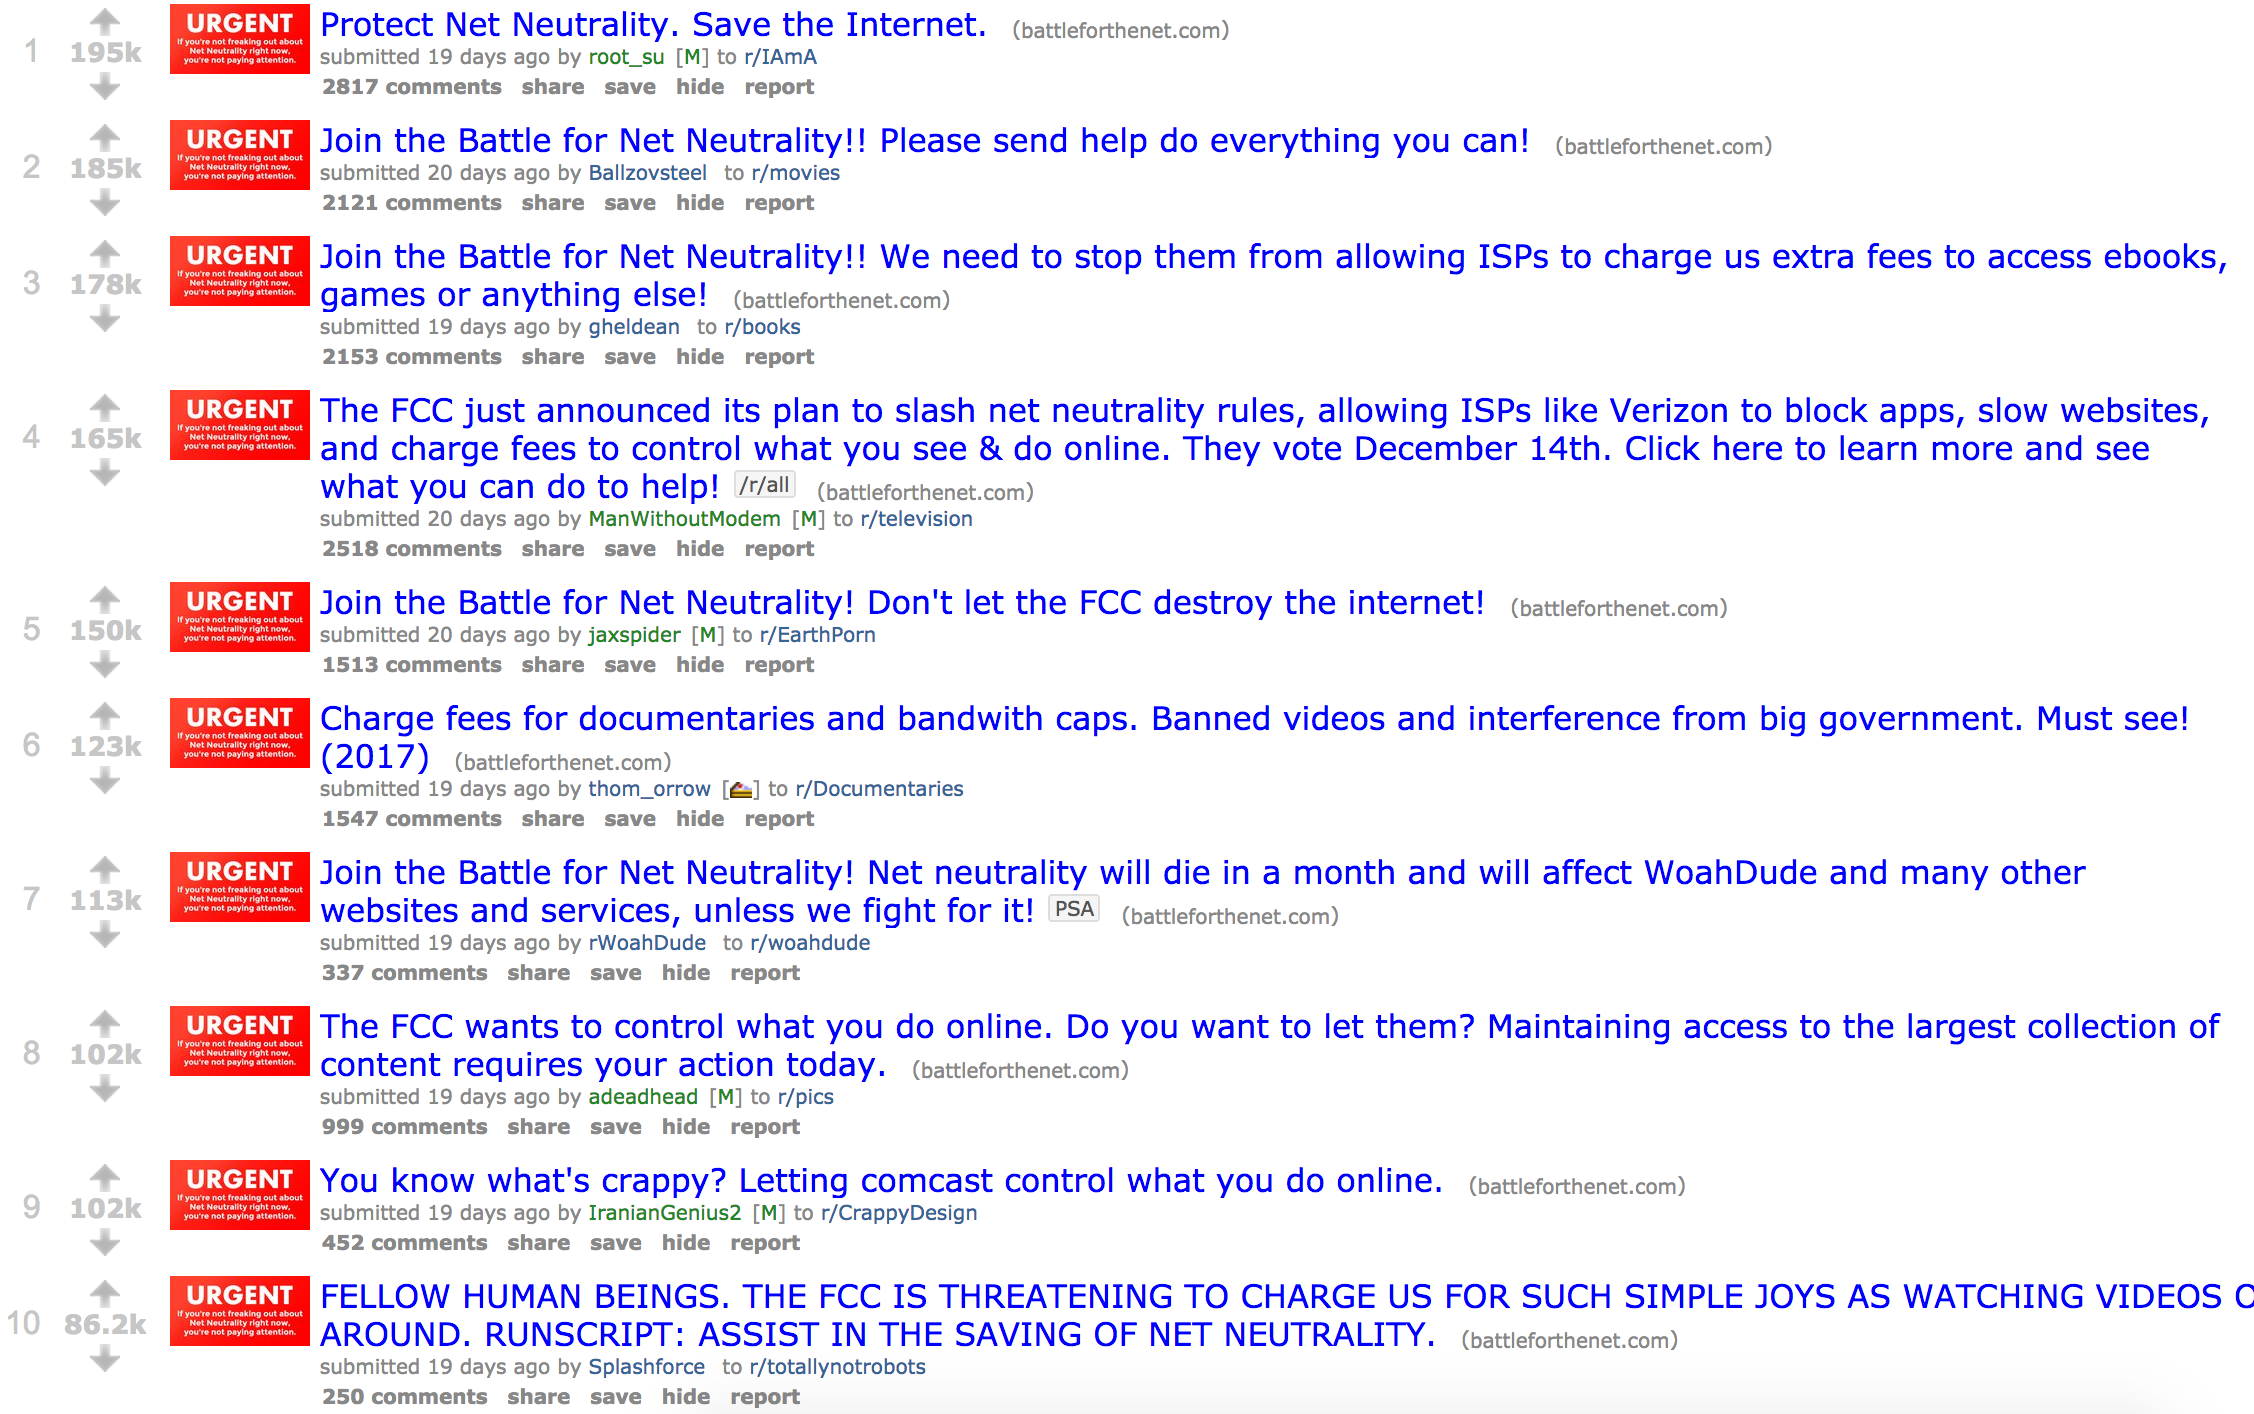 1
195k
URGENT
If you're not freaking out about
Net Neutrality right now,
you're not paying attention.
Protect Net Neutrality. Save the Internet. (battleforthenet.com)
submitted 19 days ago by root_su [M] to r/IAmA
2817 comments share save hide report
2
185k
URGENT
If you're not freaking out about
Net Neutrality right now,
you're not paying attention.
Join the Battle for Net Neutrality!! Please send help do everything you can! (battleforthenet.com)
submitted 20 days ago by Ballzovsteel to r/movies
2121 comments share save hide report
3
178k
URGENT
If you're not freaking out about
Net Neutrality right now,
you're not paying attention.
Join the Battle for Net Neutrality!! We need to stop them from allowing ISPs to charge us extra fees to access ebooks,
games or anything else! (battleforthenet.com)
submitted 19 days ago by gheldean to r/books
2153 comments share save hide report
4
165k
URGENT
If you're not freaking out about
Net Neutrality right now,
you're not paying attention.
The FCC just announced its plan to slash net neutrality rules, allowing ISPs like Verizon to block apps, slow websites,
and charge fees to control what you see & do online. They vote December 14th. Click here to learn more and see
what you can do to help! /r/all (battleforthenet.com)
submitted 20 days ago by ManWithoutModem [M] to r/television
2518 comments share save hide report
5
150k
URGENT
If you're not freaking out about
Net Neutrality right now,
you're not paying attention.
Join the Battle for Net Neutrality! Don't let the FCC destroy the internet! (battleforthenet.com)
submitted 20 days ago by jaxspider [M] to r/EarthPorn
1513 comments share save hide report
6
123k
URGENT
If you're not freaking out about
Net Neutrality right now,
you're not paying attention.
Charge fees for documentaries and bandwith caps. Banned videos and interference from big government. Must see!
(2017) (battleforthenet.com)
submitted 19 days ago by thom_orrow [] to r/Documentaries
1547 comments share save hide report
7
113k
URGENT
If you're not freaking out about
Net Neutrality right now,
you're not paying attention.
Join the Battle for Net Neutrality! Net neutrality will die in a month and will affect WoahDude and many other
websites and services, unless we fight for it! PSA (battleforthenet.com)
submitted 19 days ago by rWoahDude to r/woahdude
337 comments share save hide report
8
102k
URGENT
If you're not freaking out about
Net Neutrality right now,
you're not paying attention.
The FCC wants to control what you do online. Do you want to let them? Maintaining access to the largest collection of
content requires your action today. (battleforthenet.com)
submitted 19 days ago by adeadhead [M] to r/pics
999 comments share save hide report
9
102k
URGENT
If you're not freaking out about
Net Neutrality right now,
you're not paying attention.
You know what's crappy? Letting comcast control what you do online. (battleforthenet.com)
submitted 19 days ago by IranianGenius2 [M] to r/CrappyDesign
452 comments share save hide report
10
86.2k
URGENT
If you're not freaking out about
Net Neutrality right now,
you're not paying attention.
FELLOW HUMAN BEINGS. THE FCC IS THREATENING TO CHARGE US FOR SUCH SIMPLE JOYS AS WATCHING VIDEOS
AROUND. RUNSCRIPT: ASSIST IN THE SAVING OF NET NEUTRALITY. (battleforthenet.com)
submitted 19 days ago by Splashforce to r/totallynotrobots
250 comments share save hide report